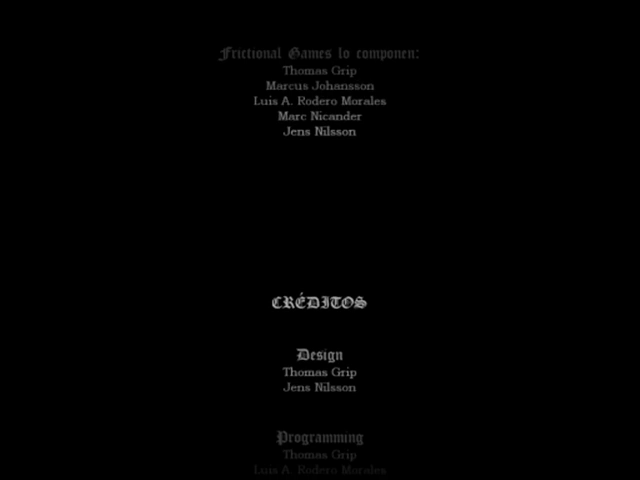 Frictional Games lo componen:
Thomas Grip
Marcus Johansson
Luis A. Rodero Morales
Marc Nicander
Jens Nilsson
CRÉDITOS
Design
Thomas Grip
Jens Nilsson
Programming
Thomas Grip
Luis A. Rodero Morales